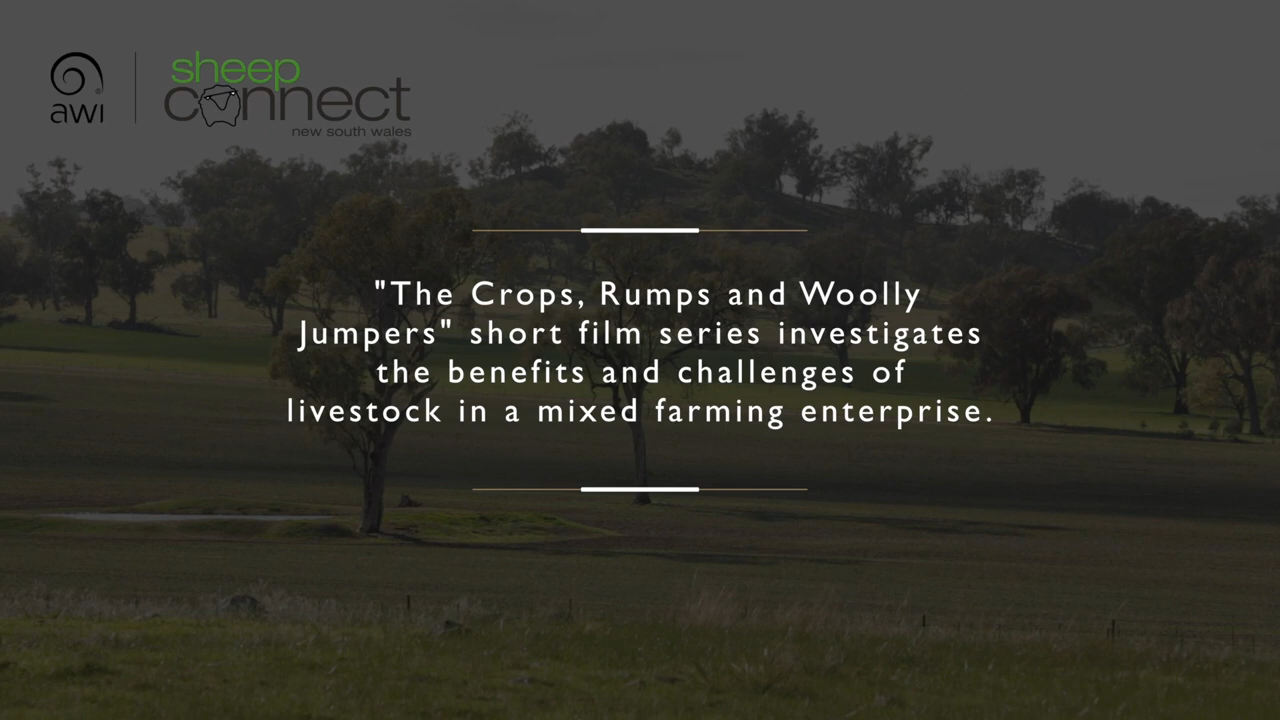 awi
sheep
connect
new south wales
"The Crops, Rumps and Woolly
Jumpers" short film series investigates
the benefits and challenges of
livestock in a mixed farming enterprise.